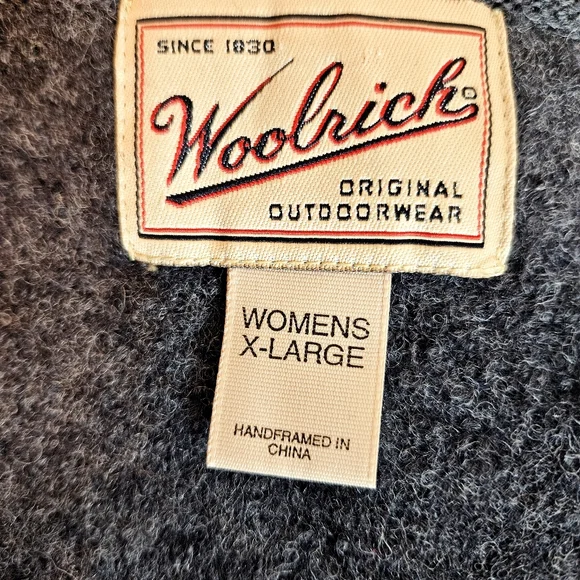 SINCE 1830
Woolrich®
ORIGINAL
OUTDOORWEAR
WOMENS
X-LARGE
HANDFRAMED IN
CHINA